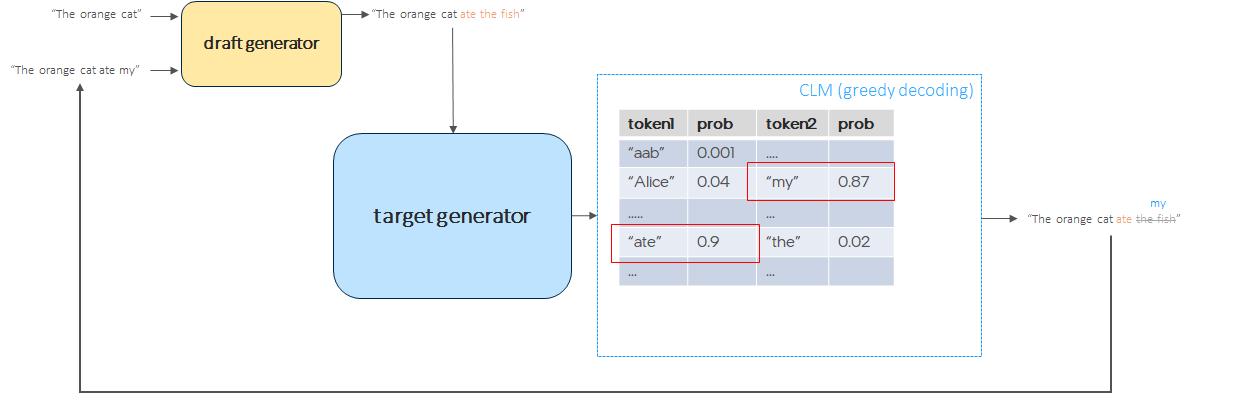 “The orange cat”
draft generator
“The orange cat ate the fish”
“The orange cat ate my”
target generator
CLM (greedy decoding)
token1 prob token2 prob
“aab” 0.001 ....
“Alice” 0.04 “my” 0.87
..... ...
“ate” 0.9 “the” 0.02
... ...
my
“The orange cat ate the fish”